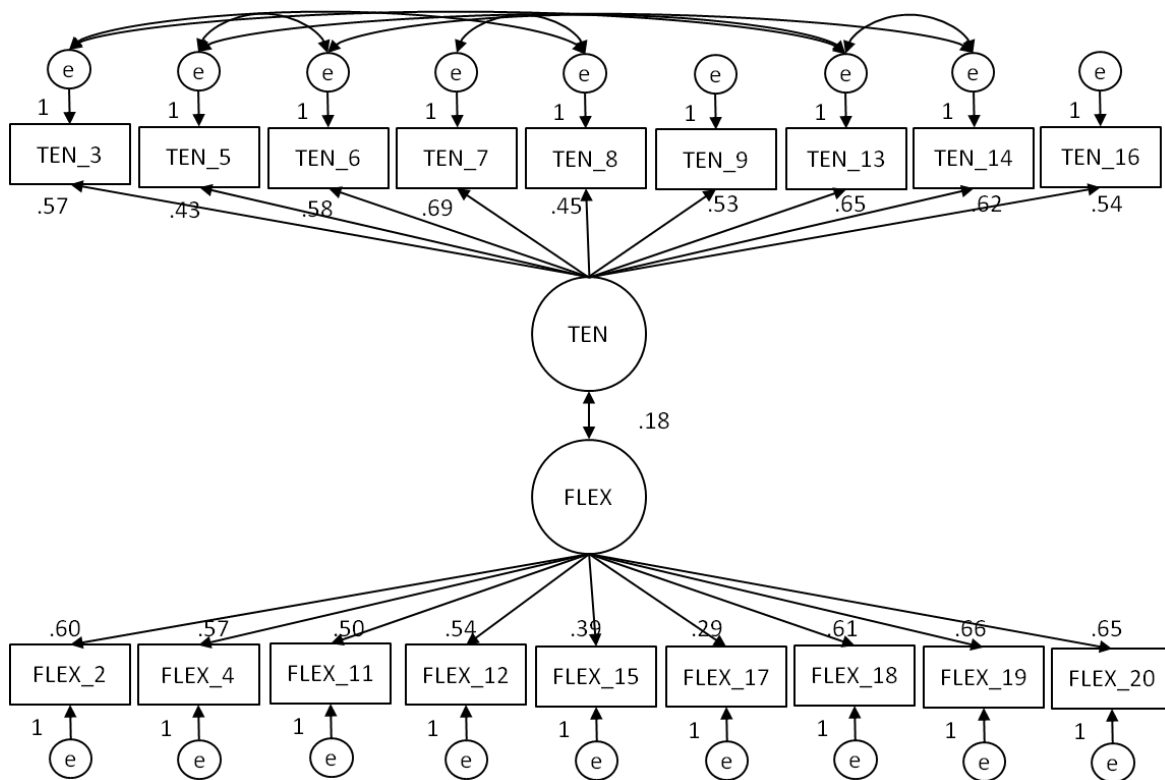 e e e e e e e e e
1 1 1 1 1 1 1 1 1
TEN_3 TEN_5 TEN_6 TEN_7 TEN_8 TEN_9 TEN_13 TEN_14 TEN_16
.57 .43 .58 .69 .45 .53 .65 .62 .54
TEN
.18
FLEX
.60 .57 .50 .54 .39 .29 .61 .66 .65
FLEX_2 FLEX_4 FLEX_11 FLEX_12 FLEX_15 FLEX_17 FLEX_18 FLEX_19 FLEX_20
1 1 1 1 1 1 1 1 1
e e e e e e e e e